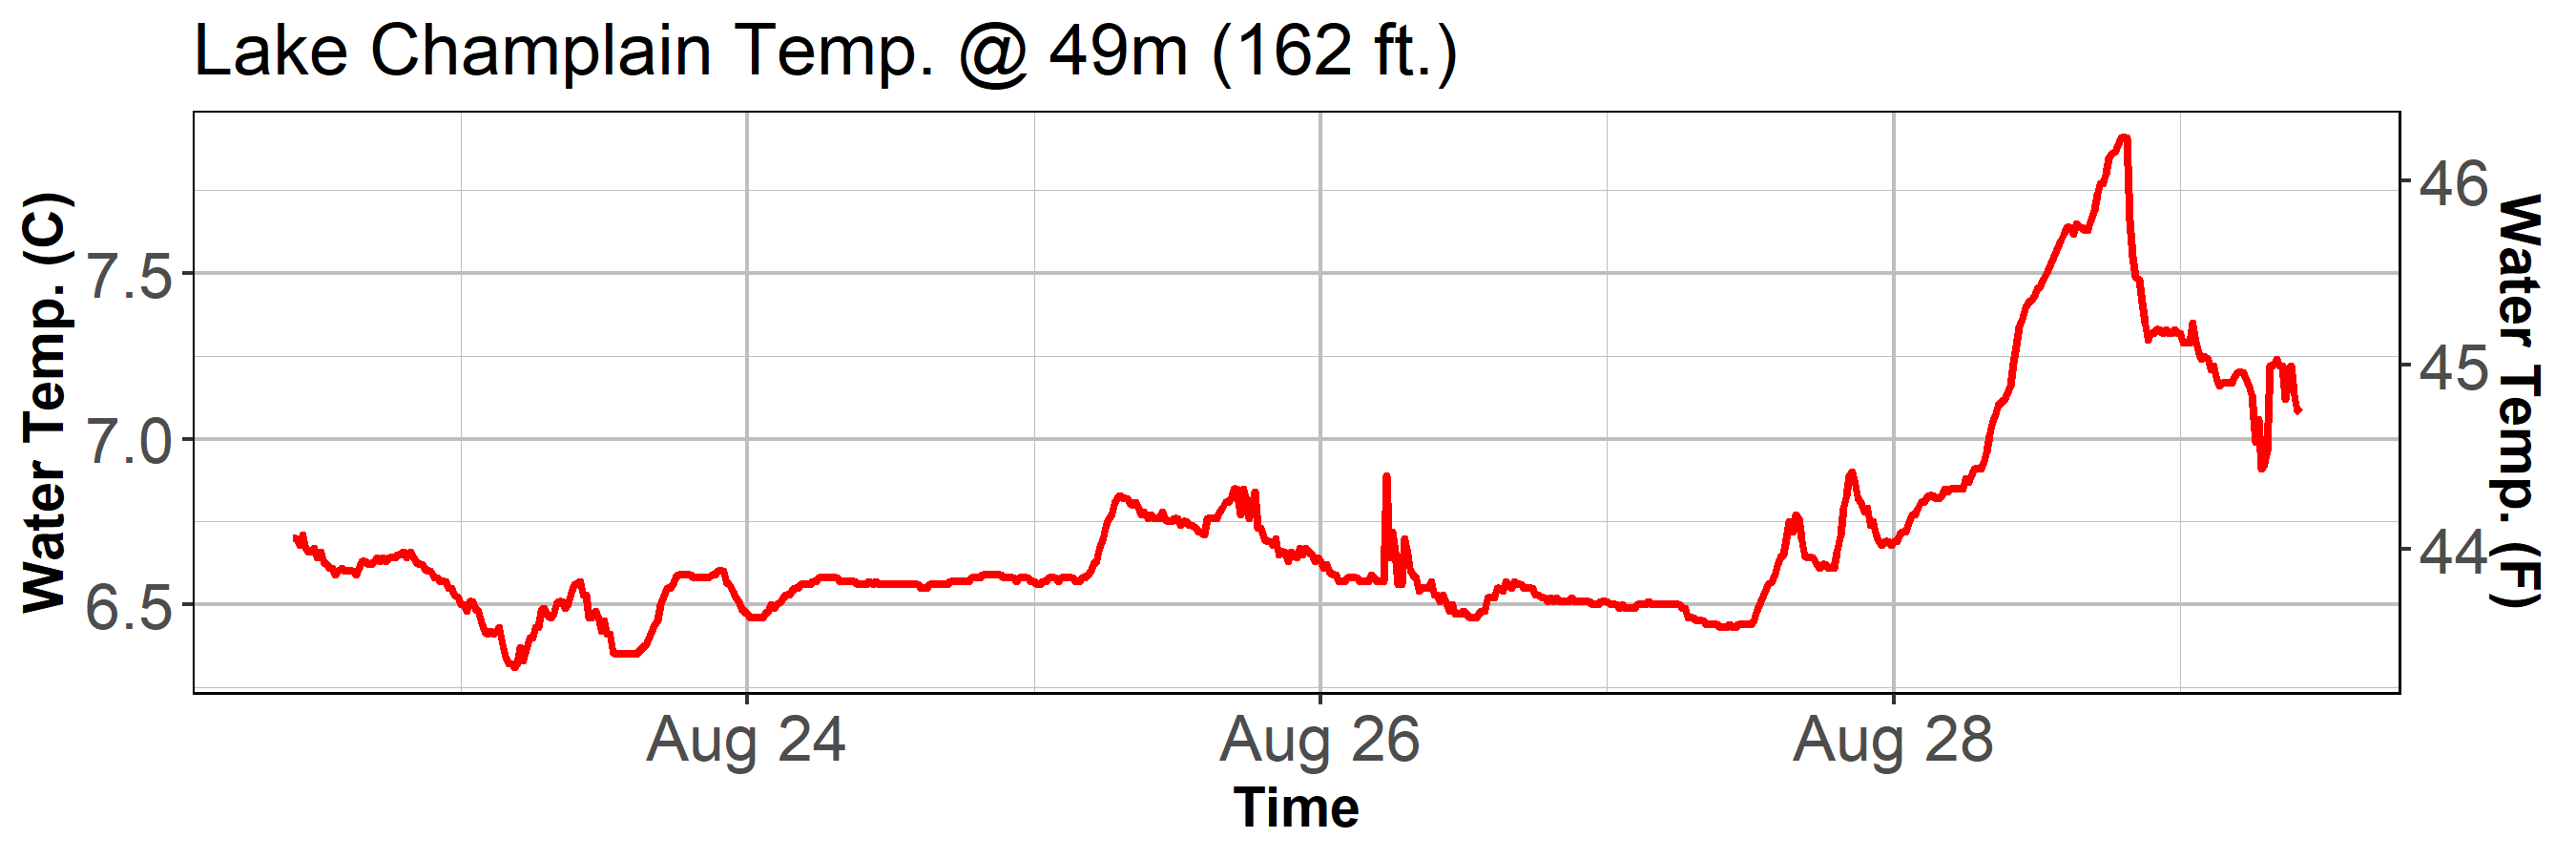 Lake Champlain Temp. @ 49m (162 ft.)
Water Temp. (C)
7.5
7.0
6.5
46
45
44
Water Temp. (F)
Aug 24 Aug 26 Aug 28
Time